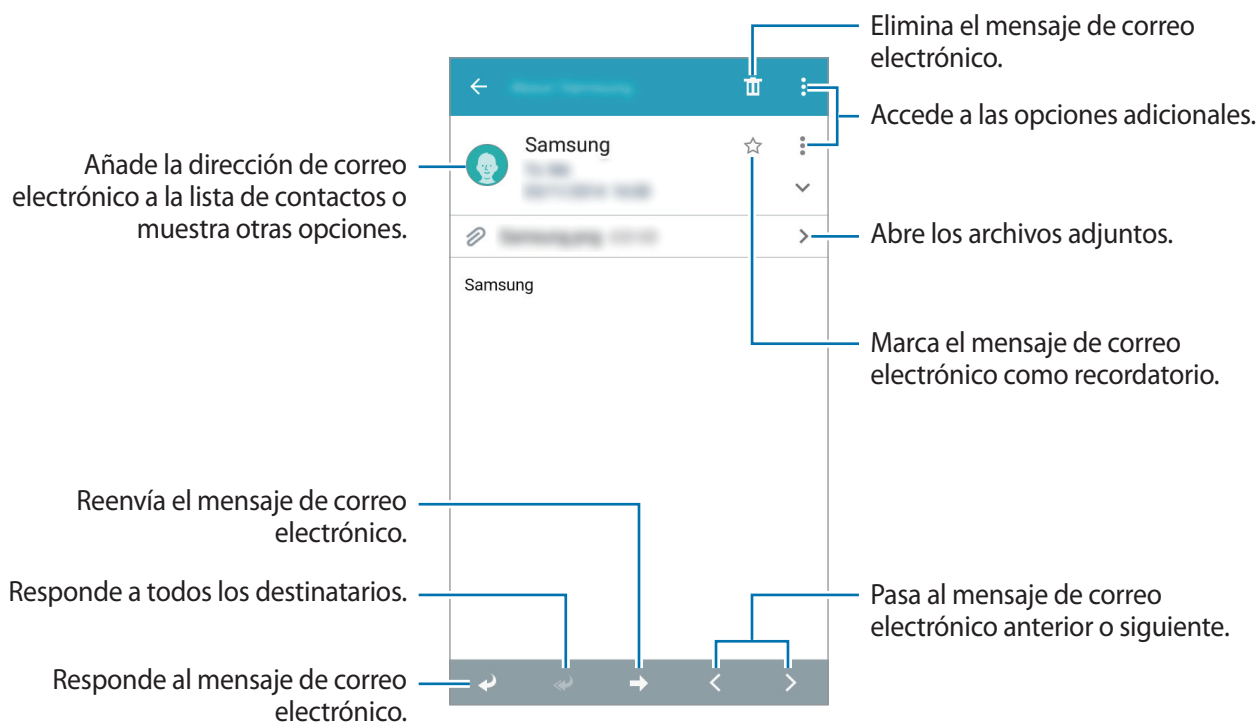 Elimina el mensaje de correo
electrónico.
Accede a las opciones adicionales.
Samsung
Añade la dirección de correo
electrónico a la lista de contactos o
muestra otras opciones.
Abre los archivos adjuntos.
Samsung
Marca el mensaje de correo
electrónico como recordatorio.
Reenvía el mensaje de correo
electrónico.
Responde a todos los destinatarios.
Pasa al mensaje de correo
electrónico anterior o siguiente.
Responde al mensaje de correo
electrónico.